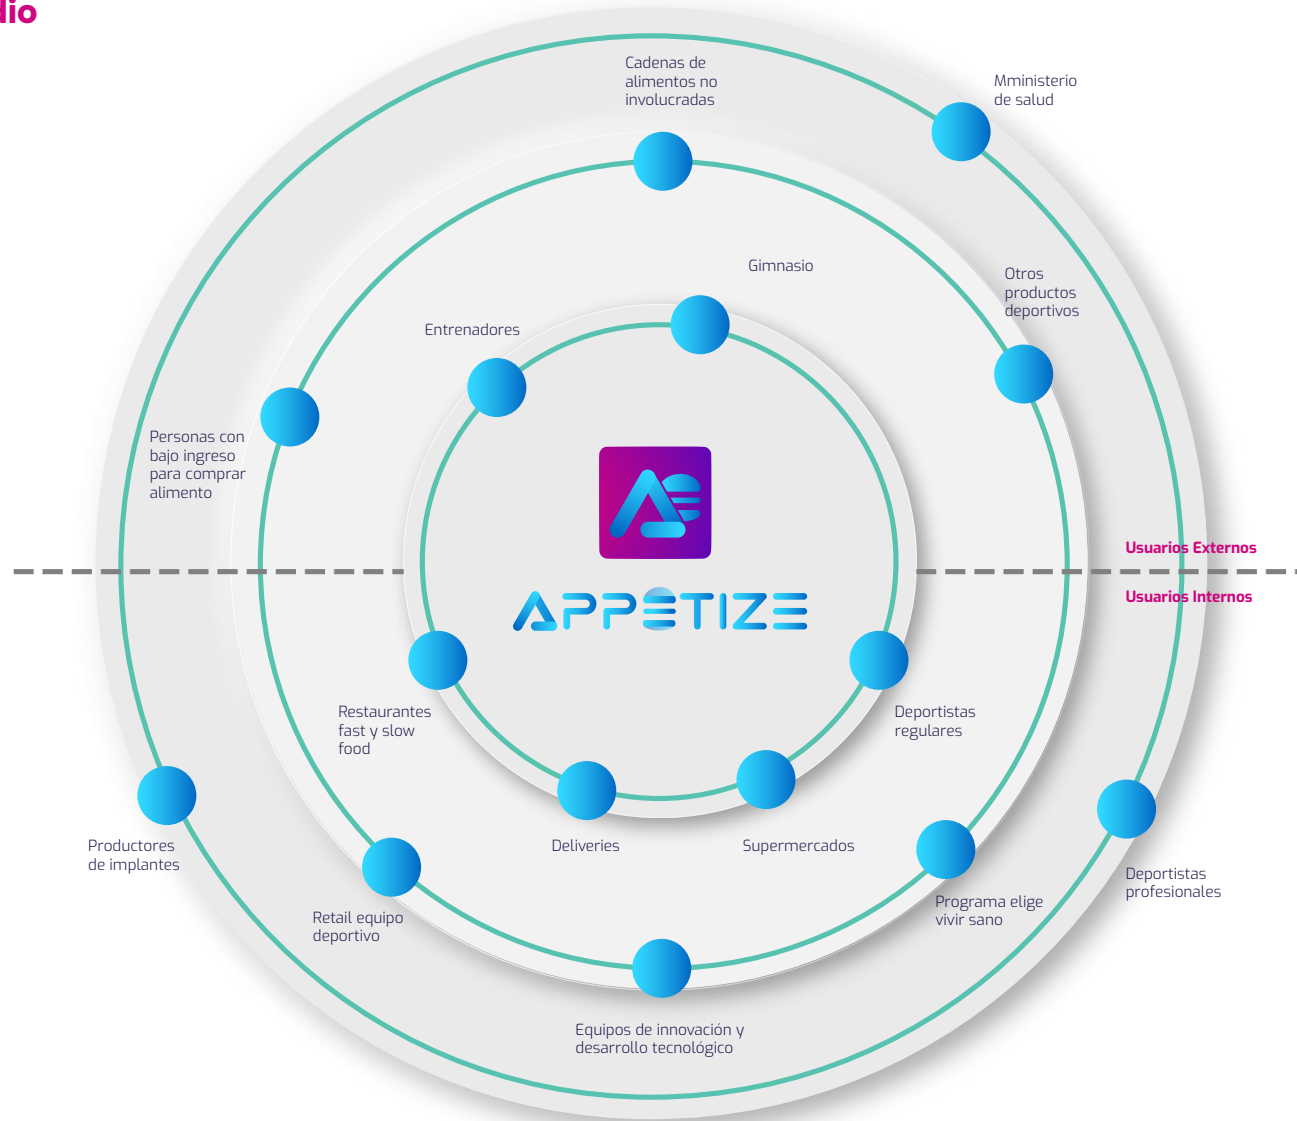 dio
Cadenas de
alimentos no
involucradas
Mministerio
de salud
Gimnasio
Otros
productos
deportivos
Entrenadores
Personas con
bajo ingreso
para comprar
alimento
Usuarios Externos
APPETIZE
Usuarios Internos
Restaurantes
fast y slow
food
Deportistas
regulares
Productores
de implantes
Deliveries
Supermercados
Deportistas
profesionales
Retail equipo
deportivo
Programa elige
vivir sano
Equipos de innovación y
desarrollo tecnológico